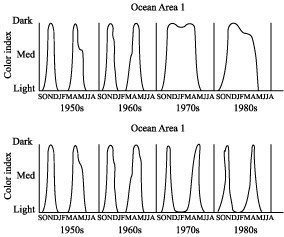 Ocean Area 1
Dark
Med
Light
Color index
SONDJFMAMJJA SONDJFMAMJJA SONDJFMAMJJA SONDJFMAMJJA
1950s 1960s 1970s 1980s
Ocean Area 1
Dark
Med
Light
Color index
SONDJFMAMJJA SONDJFMAMJJA SONDJFMAMJJA SONDJFMAMJJA
1950s 1960s 1970s 1980s